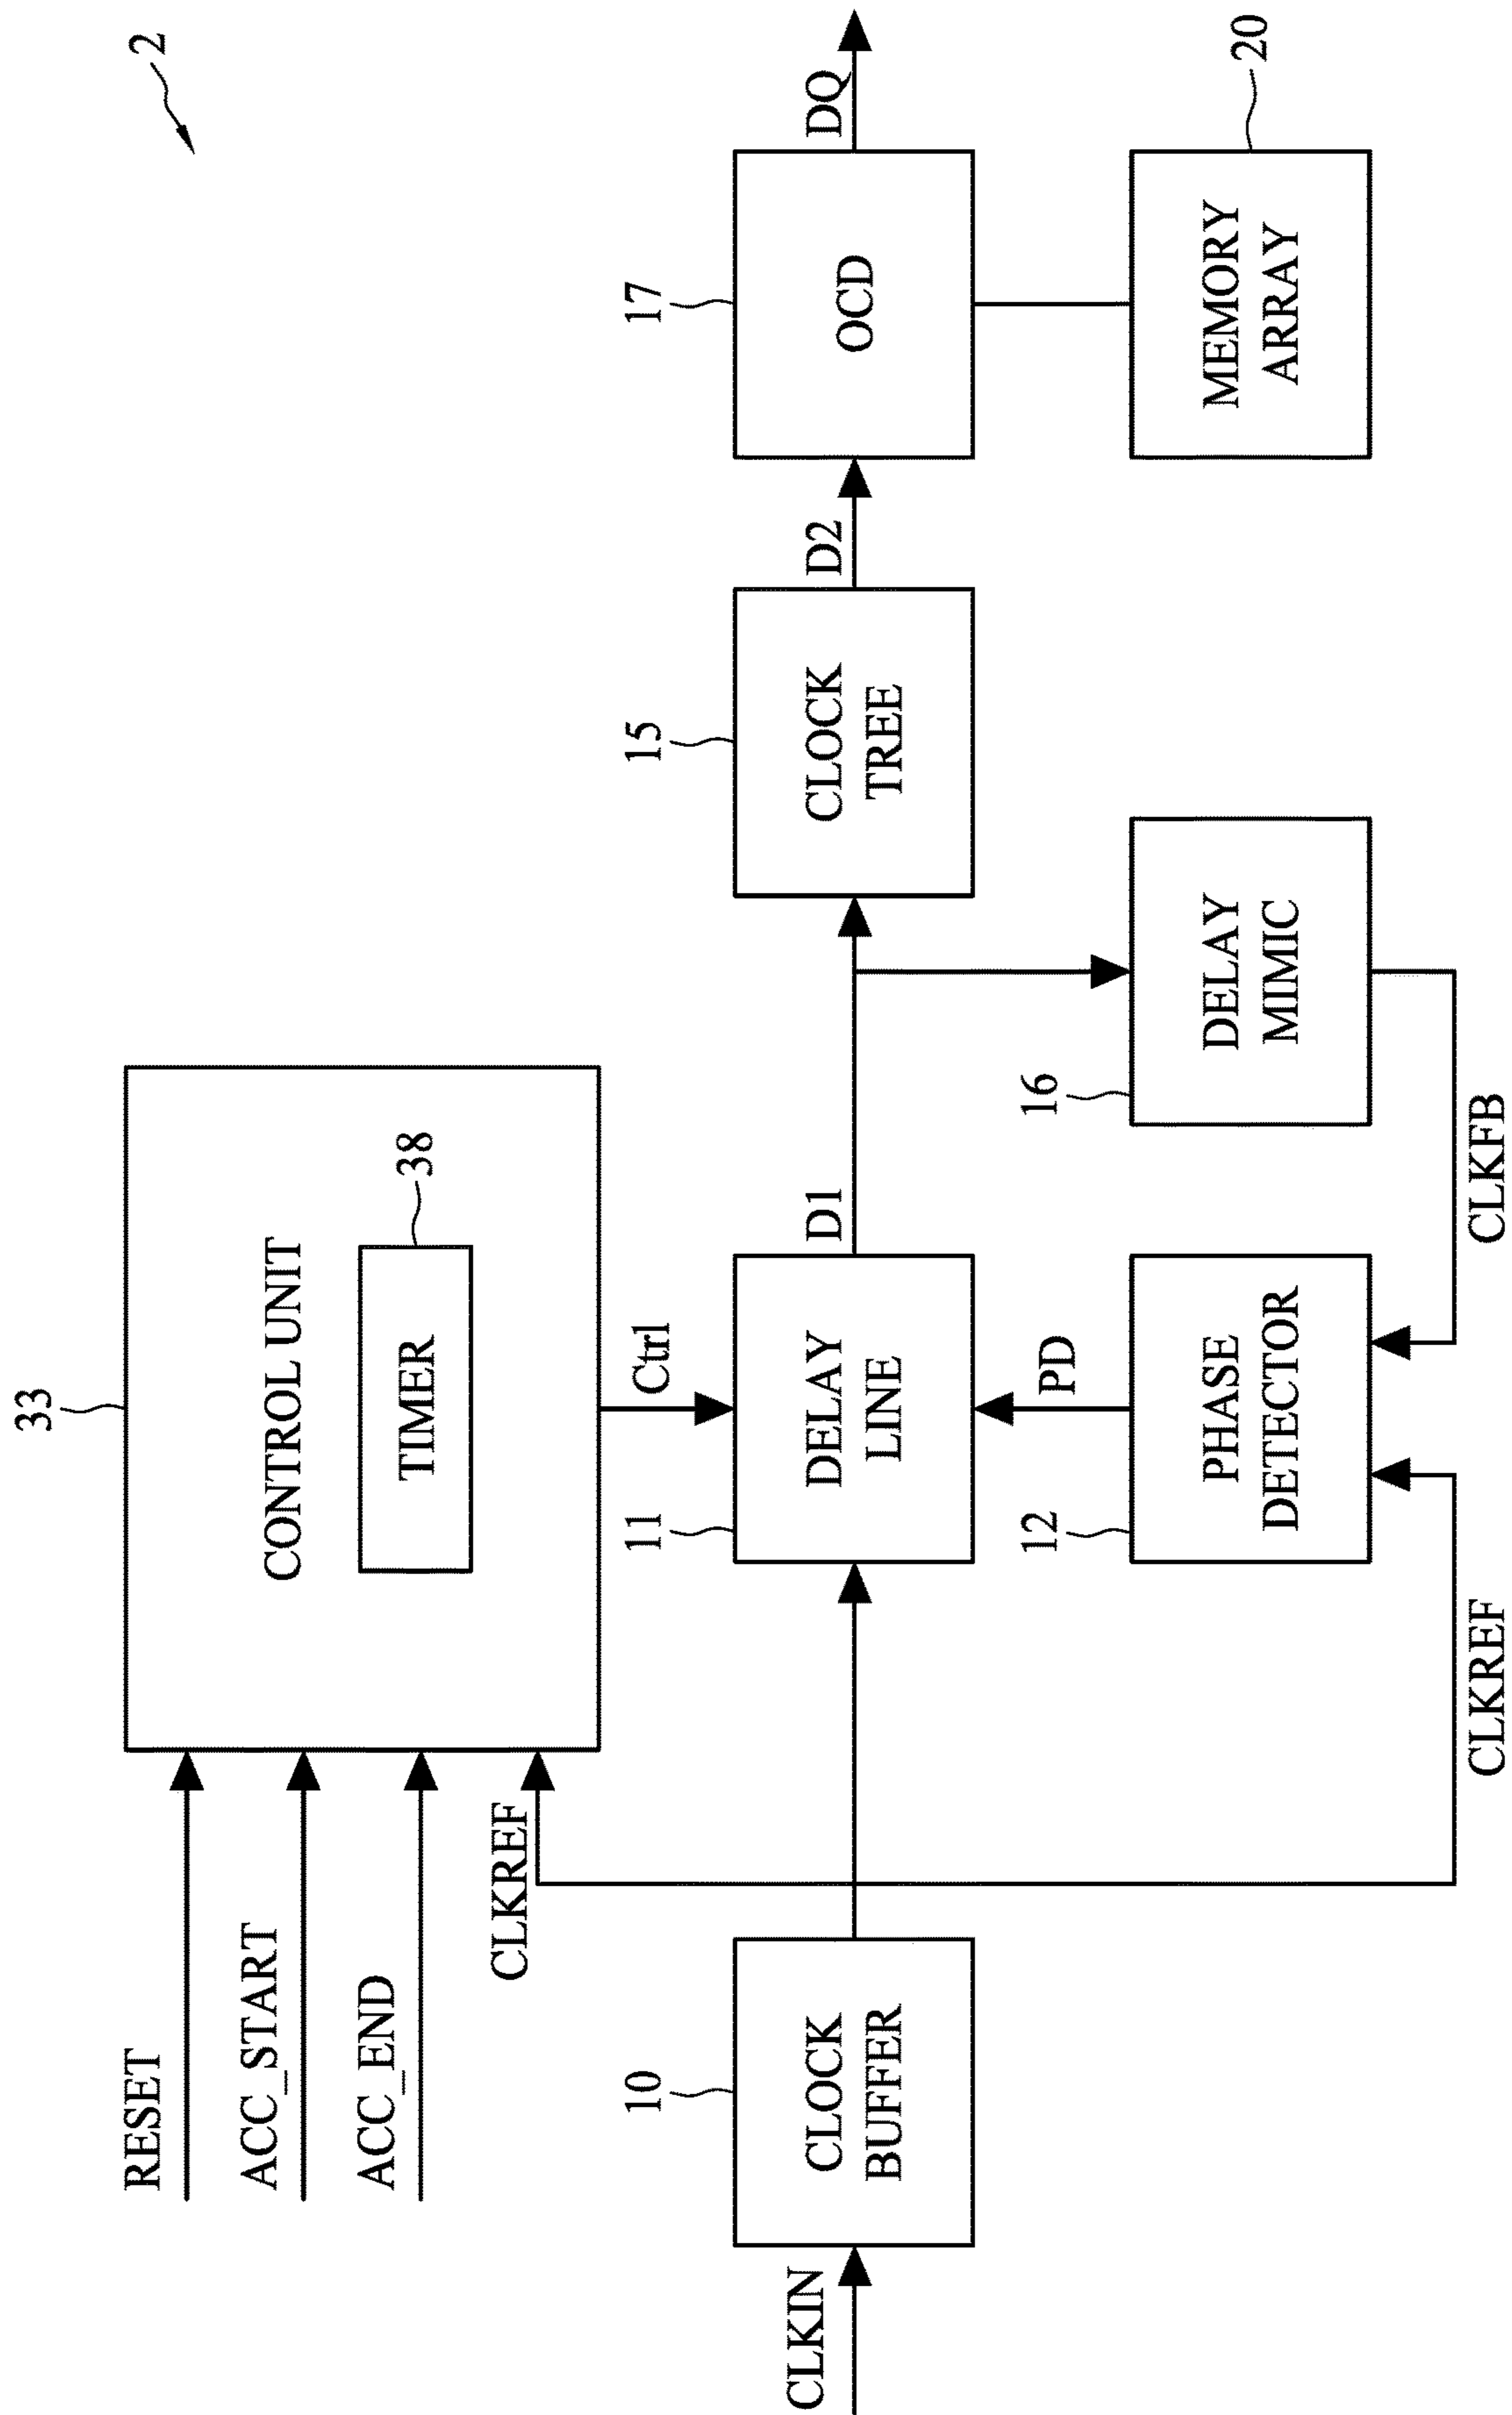 2
33
CONTROL UNIT
38
TIMER
RESET
ACC_START
ACC_END
CLKREF
Ctrl
CLKIN
10
CLOCK
BUFFER
11
DELAY
LINE
D1
15
CLOCK
TREE
D2
17
OCD
DQ
PD
12
PHASE
DETECTOR
16
DELAY
MIMIC
MEMORY
ARRAY
20
CLKREF
CLKFB